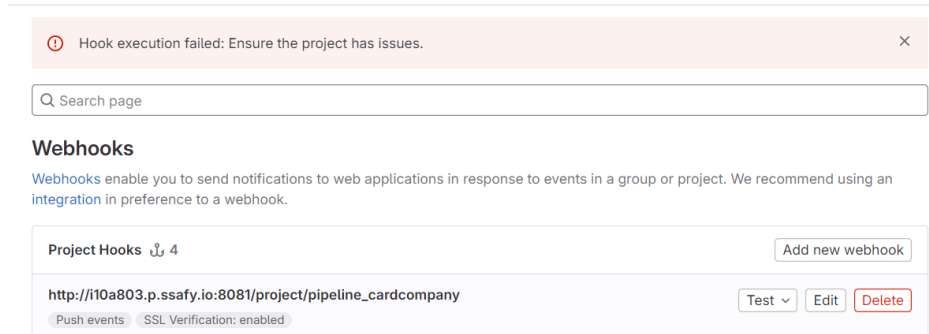 Hook execution failed: Ensure the project has issues.
Search page
Webhooks
Webhooks enable you to send notifications to web applications in response to events in a group or project. We recommend using an
integration in preference to a webhook.
Project Hooks 4
Add new webhook
http://i10a803.p.ssafy.io:8081/project/pipeline_cardcompany
Test Edit Delete
Push events SSL Verification: enabled